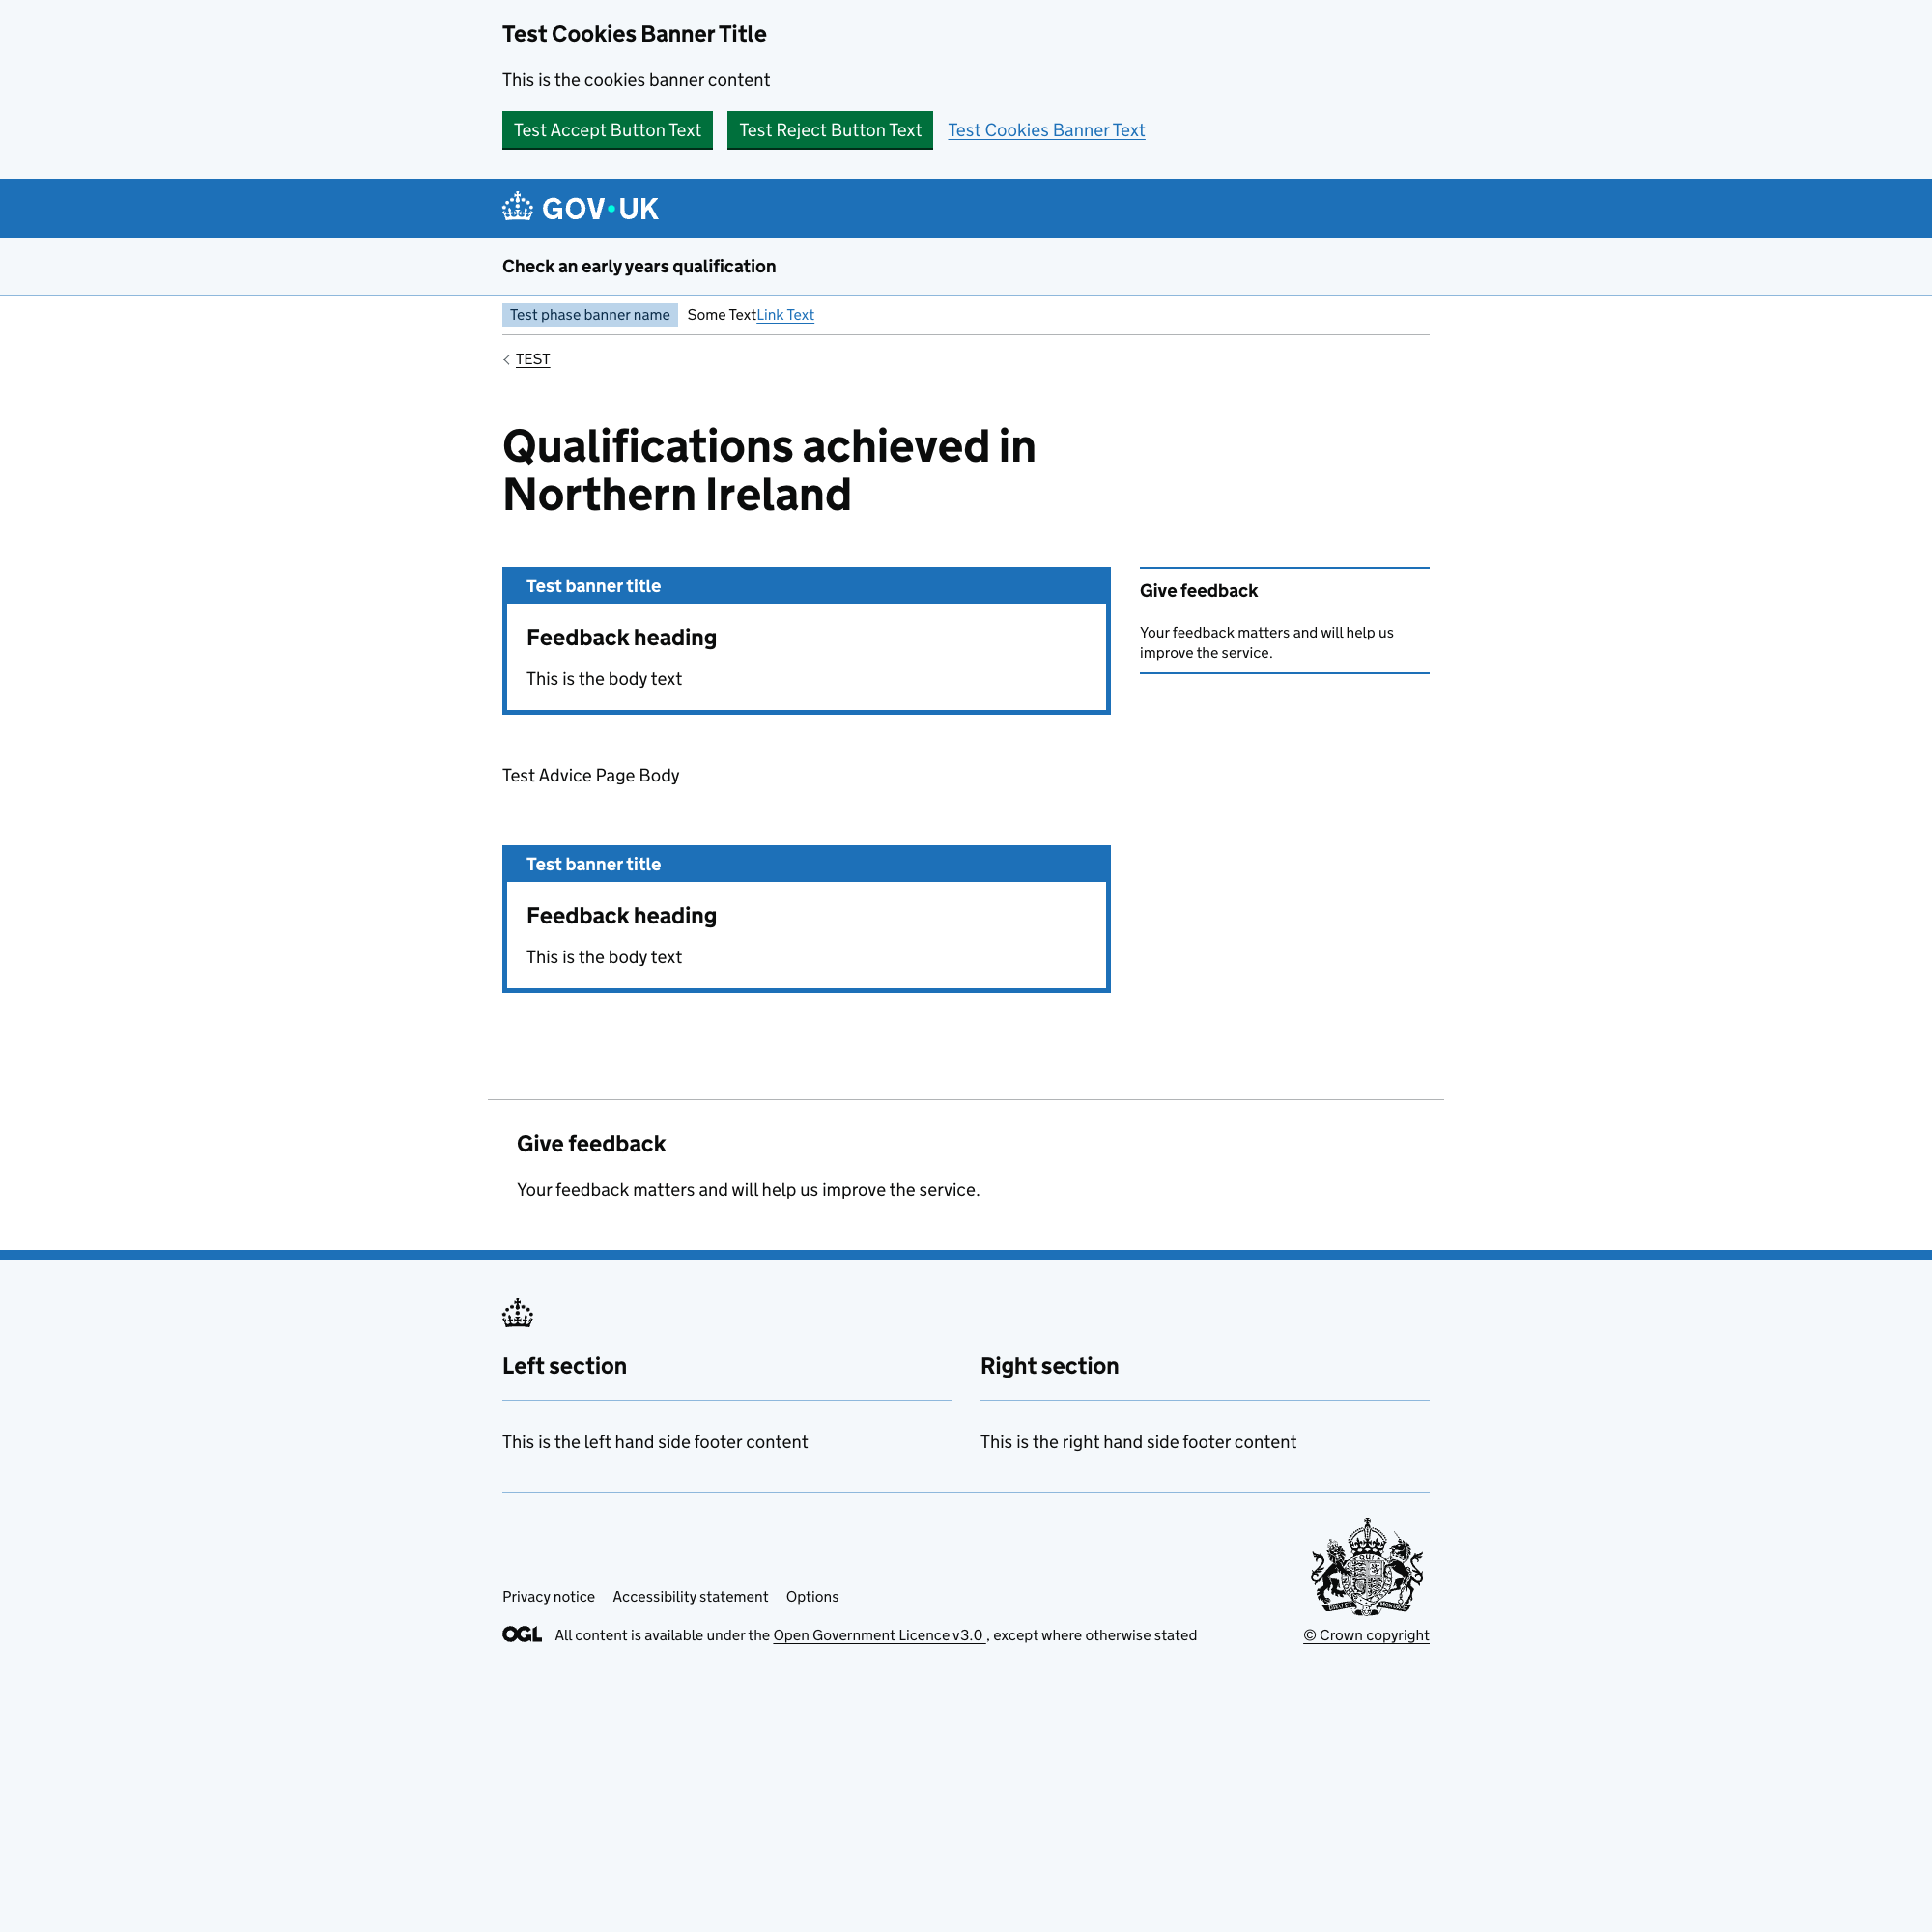 Test Cookies Banner Title
This is the cookies banner content
Test Accept Button Text
Test Reject Button Text
Test Cookies Banner Text
GOV·UK
Check an early years qualification
Test phase banner name
Some TextLink Text
TEST
Qualifications achieved in
Northern Ireland
Test banner title
Feedback heading
This is the body text
Give feedback
Your feedback matters and will help us
improve the service.
Test Advice Page Body
Test banner title
Feedback heading
This is the body text
Give feedback
Your feedback matters and will help us improve the service.
Left section
This is the left hand side footer content
Right section
This is the right hand side footer content
Privacy notice
Accessibility statement
Options
OGL
All content is available under the Open Government Licence v3.0 , except where otherwise stated
© Crown copyright